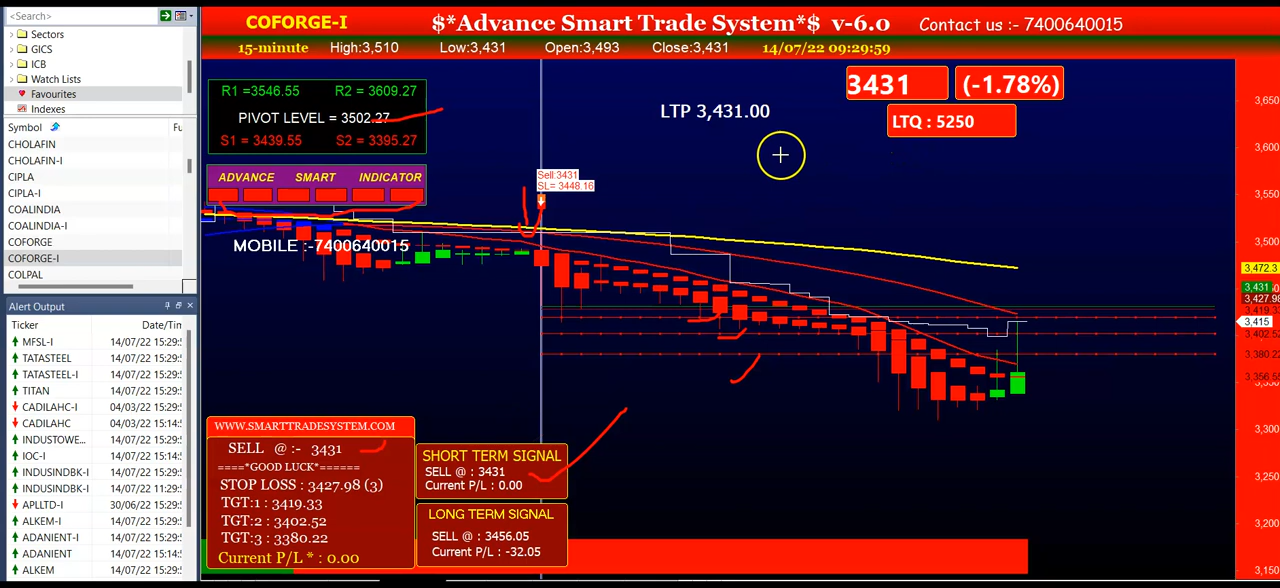 <Search>
Sectors
GICS
ICB
Watch Lists
Favourites
Indexes
Symbol
CHOLAFIN
CHOLAFIN-I
CIPLA
CIPLA-I
COALINDIA
COALINDIA-I
COFORGE
COFORGE-I
COLPAL
Alert Output
Ticker Date/Tin
MFSL-I 14/07/22 15:29:
TATASTEEL 14/07/22 15:29:
TATASTEEL-I 14/07/22 15:29:
TITAN 14/07/22 15:29:
CADILAHC-I 04/03/22 15:29:
CADILAHC 04/03/22 15:14:
INDUSTOWE... 14/07/22 15:29:
IOC-I 14/07/22 15:14:
INDUSINDBK-I 14/07/22 15:29:
INDUSINDBK-I 14/07/22 11:29:
APLLTD-I 30/06/22 15:29:
ALKEM-I 14/07/22 15:29:
ADANIENT-I 14/07/22 15:29:
ADANIENT 14/07/22 15:14:
ALKEM 14/07/22 15:29:
COFORGE-I $*Advance Smart Trade System*$ v-6.0 Contact us :- 7400640015
15-minute High:3,510 Low:3,431 Open:3,493 Close:3,431 14/07/22 09:29:59
R1 =3546.55 R2 = 3609.27
PIVOT LEVEL = 3502.27
S1 = 3439.55 S2 = 3395.27
ADVANCE SMART INDICATOR
MOBILE :-7400640015
Sell:3431
SL= 3448.16
LTP 3,431.00
3431 (-1.78%)
LTQ : 5250
WWW.SMARTTRADESYSTEM.COM
SELL @ :- 3431
====*GOOD LUCK*======
STOP LOSS : 3427.98 (3)
TGT:1 : 3419.33
TGT:2 : 3402.52
TGT:3 : 3380.22
Current P/L * : 0.00
SHORT TERM SIGNAL
SELL @ : 3431
Current P/L : 0.00
LONG TERM SIGNAL
SELL @ : 3456.05
Current P/L : -32.05
3,650
3,600
3,550
3,500
3,472.3
3,431
3,427.98
3,419.33
3,415
3,402.52
3,380.22
3,356.55
3,300
3,250
3,200
3,150